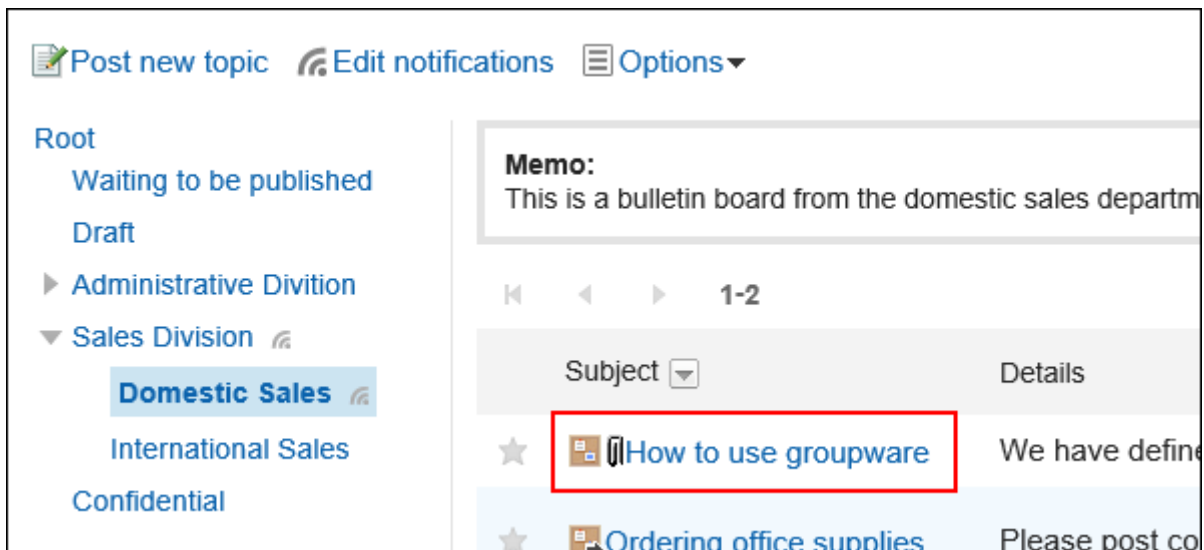 Post new topic Edit notifications Options
Root
Waiting to be published
Draft
Administrative Divition
Sales Division
Domestic Sales
International Sales
Confidential
Memo:
This is a bulletin board from the domestic sales departm
1-2
Subject Details
How to use groupware We have define
Ordering office supplies Please post co